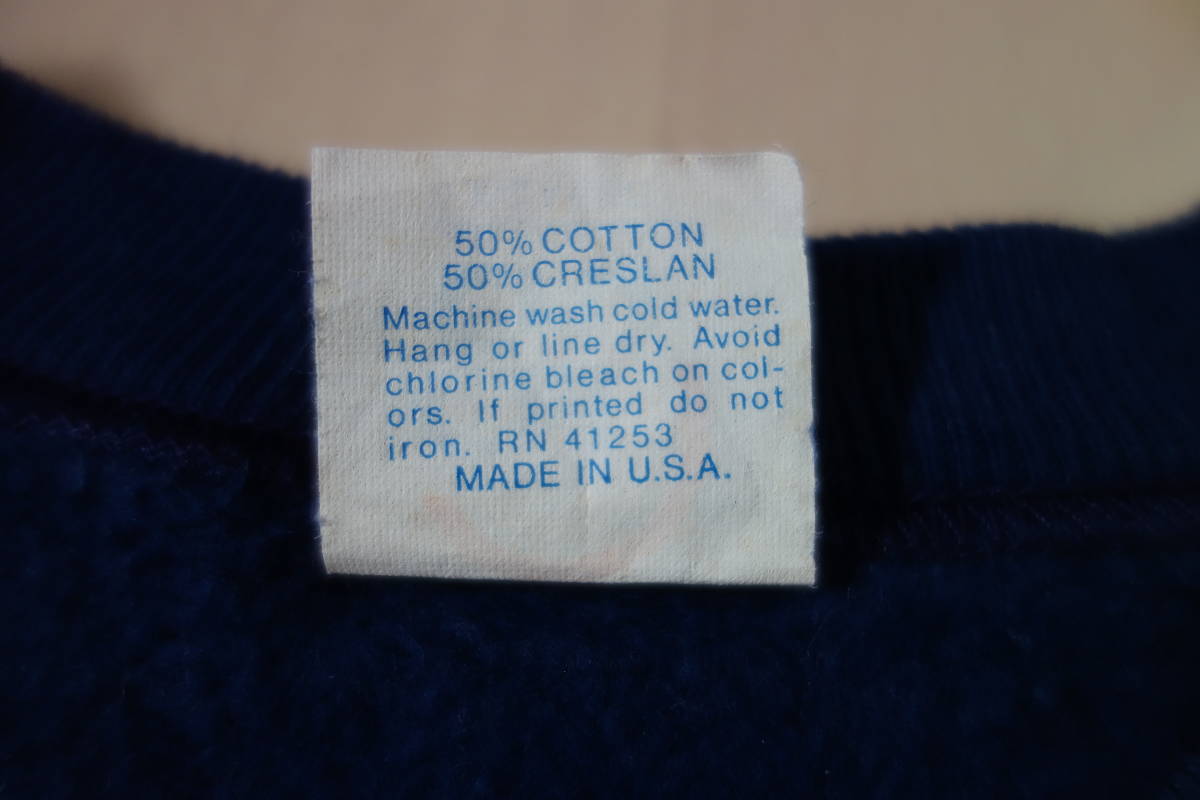 50% COTTON
50% CRESLAN
Machine wash cold water.
Hang or line dry. Avoid
chlorine bleach on col-
ors. If printed do not
iron. RN 41253
MADE IN U.S.A.